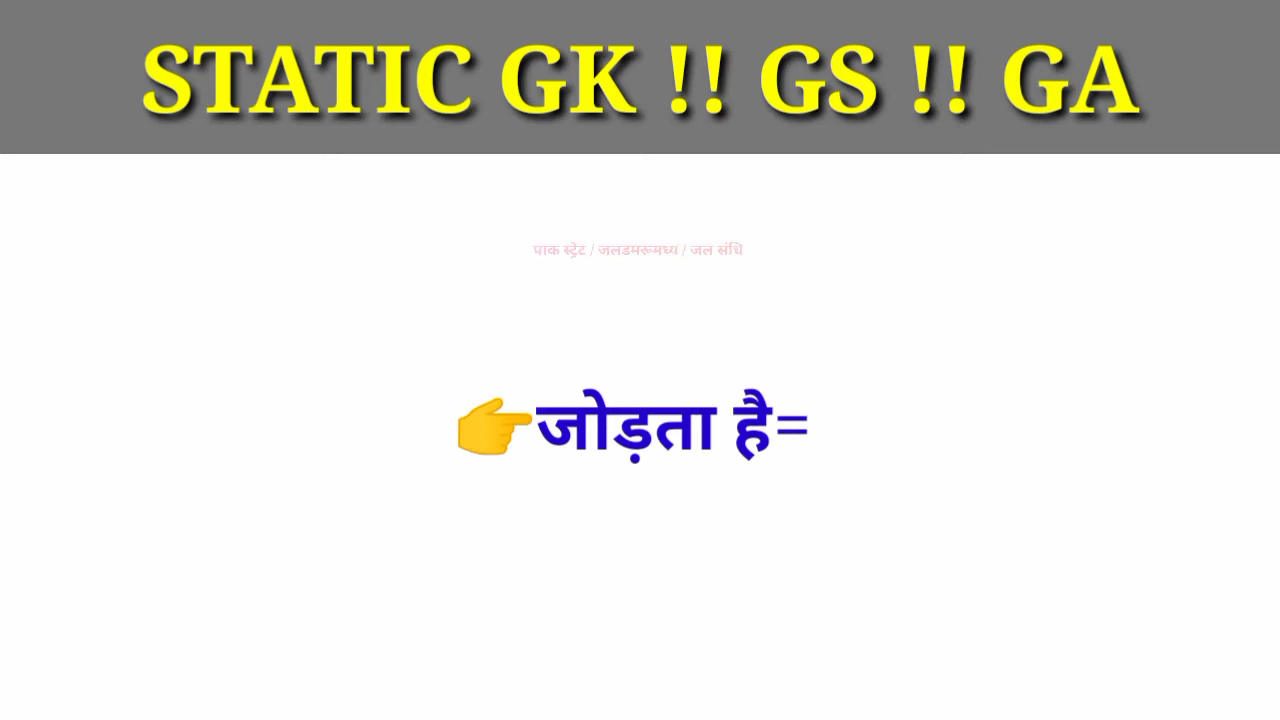 STATIC GK !! GS !! GA
पाक स्ट्रेट / जलडमरूमध्य / जल संधि
👉जोड़ता है=